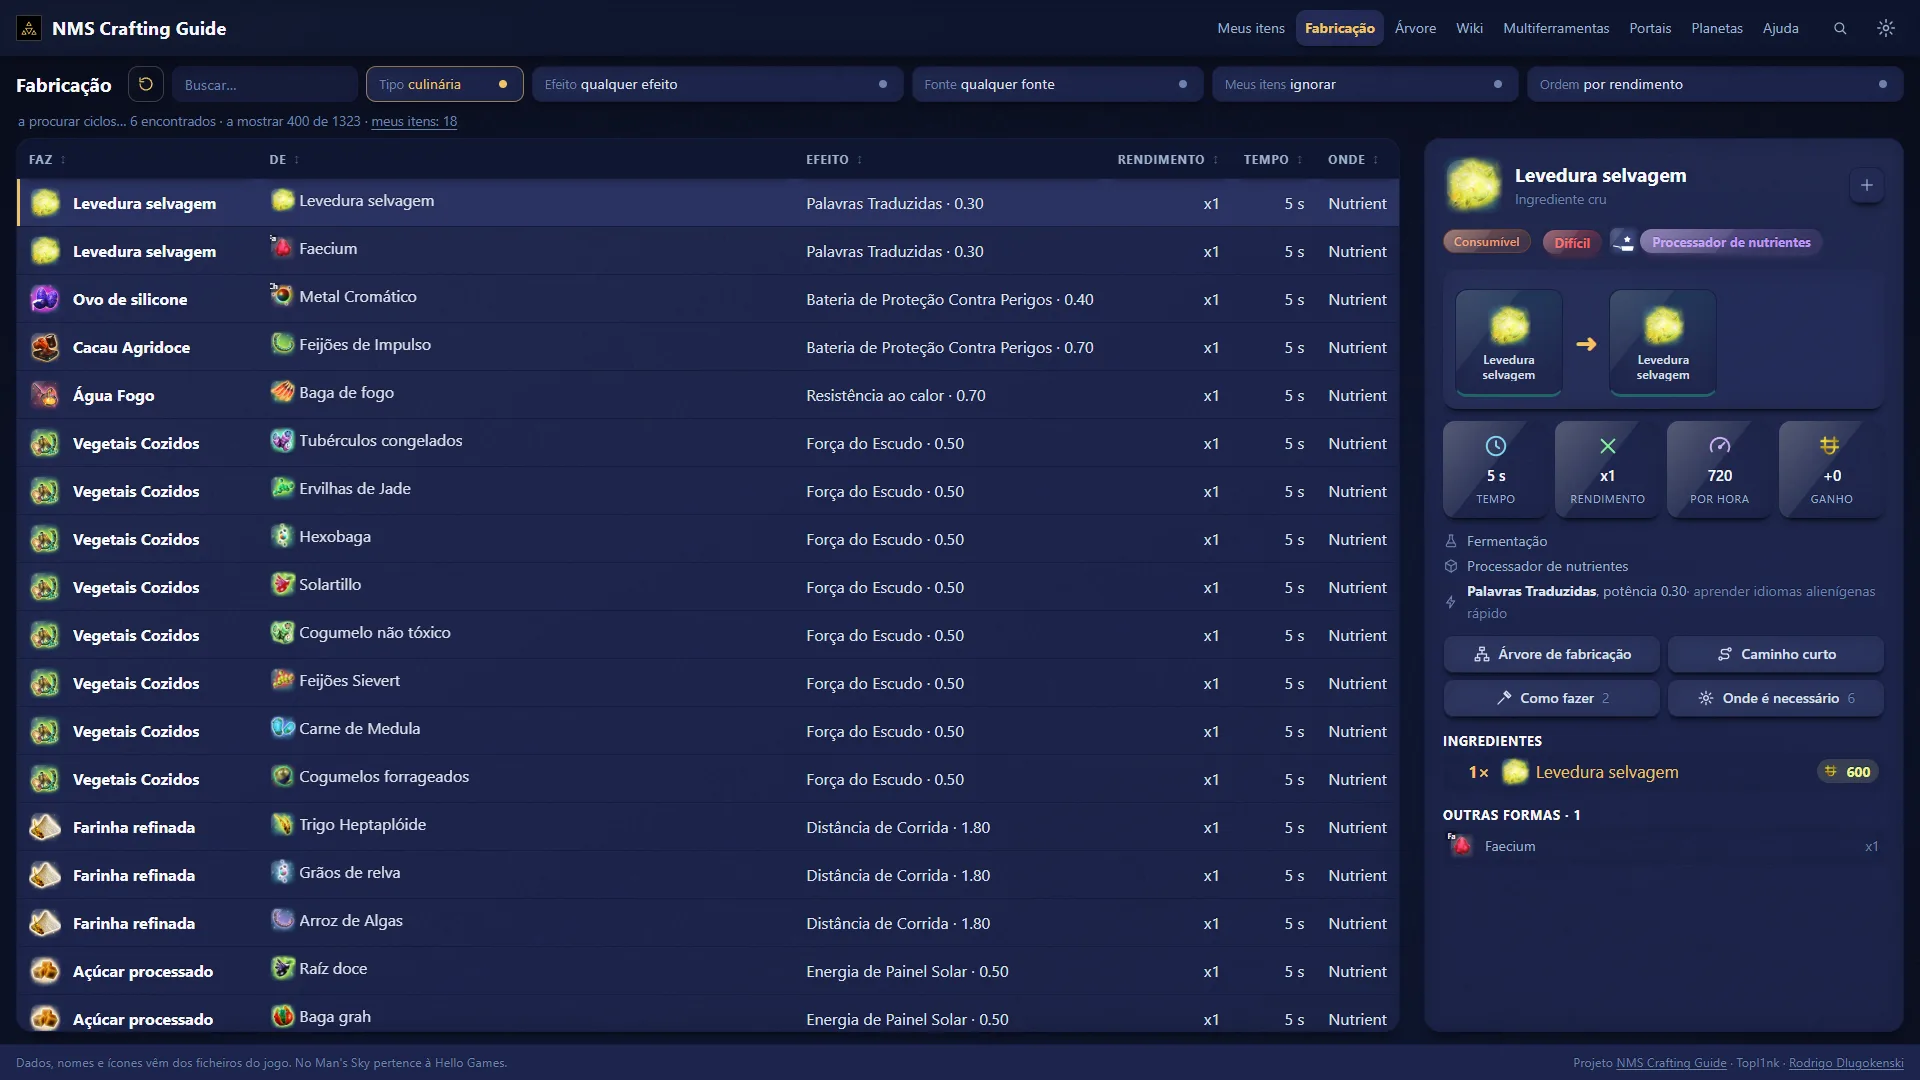 NMS Crafting Guide
Meus itens Fabricação Árvore Wiki Multiferramentas Portais Planetas Ajuda
Fabricação Buscar... Tipo culinária Efeito qualquer efeito Fonte qualquer fonte Meus itens ignorar Ordem por rendimento
a procurar ciclos... 6 encontrados · a mostrar 400 de 1323 · meus itens: 18
FAZ DE EFEITO RENDIMENTO TEMPO ONDE
Levedura selvagem Levedura selvagem Palavras Traduzidas · 0.30 x1 5 s Nutrient
Levedura selvagem Faecium Palavras Traduzidas · 0.30 x1 5 s Nutrient
Ovo de silicone Metal Cromático Bateria de Proteção Contra Perigos · 0.40 x1 5 s Nutrient
Cacau Agridoce Feijões de Impulso Bateria de Proteção Contra Perigos · 0.70 x1 5 s Nutrient
Água Fogo Baga de fogo Resistência ao calor · 0.70 x1 5 s Nutrient
Vegetais Cozidos Tubérculos congelados Força do Escudo · 0.50 x1 5 s Nutrient
Vegetais Cozidos Ervilhas de Jade Força do Escudo · 0.50 x1 5 s Nutrient
Vegetais Cozidos Hexobaga Força do Escudo · 0.50 x1 5 s Nutrient
Vegetais Cozidos Solartillo Força do Escudo · 0.50 x1 5 s Nutrient
Vegetais Cozidos Cogumelo não tóxico Força do Escudo · 0.50 x1 5 s Nutrient
Vegetais Cozidos Feijões Sievert Força do Escudo · 0.50 x1 5 s Nutrient
Vegetais Cozidos Carne de Medula Força do Escudo · 0.50 x1 5 s Nutrient
Vegetais Cozidos Cogumelos forrageados Força do Escudo · 0.50 x1 5 s Nutrient
Farinha refinada Trigo Heptaplóide Distância de Corrida · 1.80 x1 5 s Nutrient
Farinha refinada Grãos de relva Distância de Corrida · 1.80 x1 5 s Nutrient
Farinha refinada Arroz de Algas Distância de Corrida · 1.80 x1 5 s Nutrient
Açúcar processado Raíz doce Energia de Painel Solar · 0.50 x1 5 s Nutrient
Açúcar processado Baga grah Energia de Painel Solar · 0.50 x1 5 s Nutrient
Levedura selvagem
Ingrediente cru
Consumível Difícil Processador de nutrientes
Levedura selvagem
Levedura selvagem
5 s x1 720 +0
TEMPO RENDIMENTO POR HORA GANHO
Fermentação
Processador de nutrientes
Palavras Traduzidas, potência 0.30· aprender idiomas alienígenas
rápido
Árvore de fabricação Caminho curto
Como fazer 2 Onde é necessário 6
INGREDIENTES
1× Levedura selvagem 600
OUTRAS FORMAS · 1
Fa Faecium x1
Dados, nomes e ícones vêm dos ficheiros do jogo. No Man's Sky pertence à Hello Games.
Projeto NMS Crafting Guide · Topl1nk · Rodrigo Dlugokenski